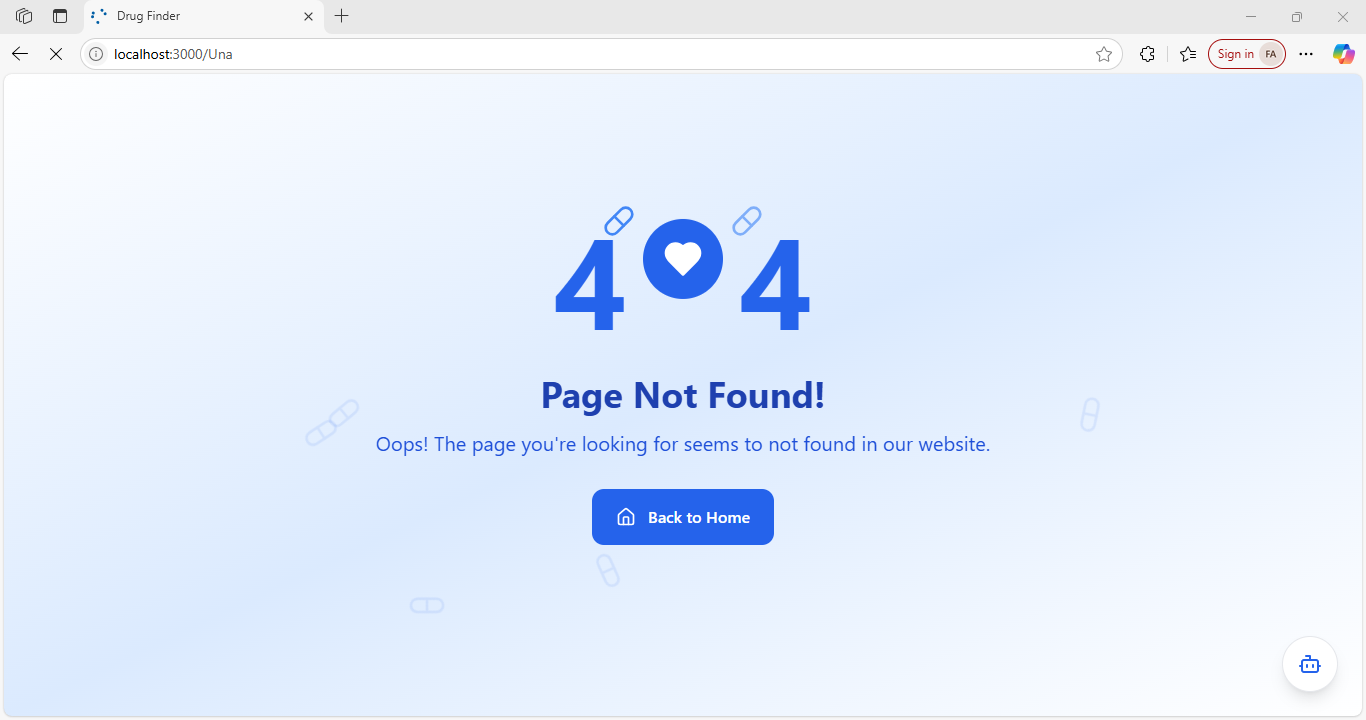 Drug Finder
localhost:3000/Una
Sign in FA
4 4
Page Not Found!
Oops! The page you're looking for seems to not found in our website.
Back to Home